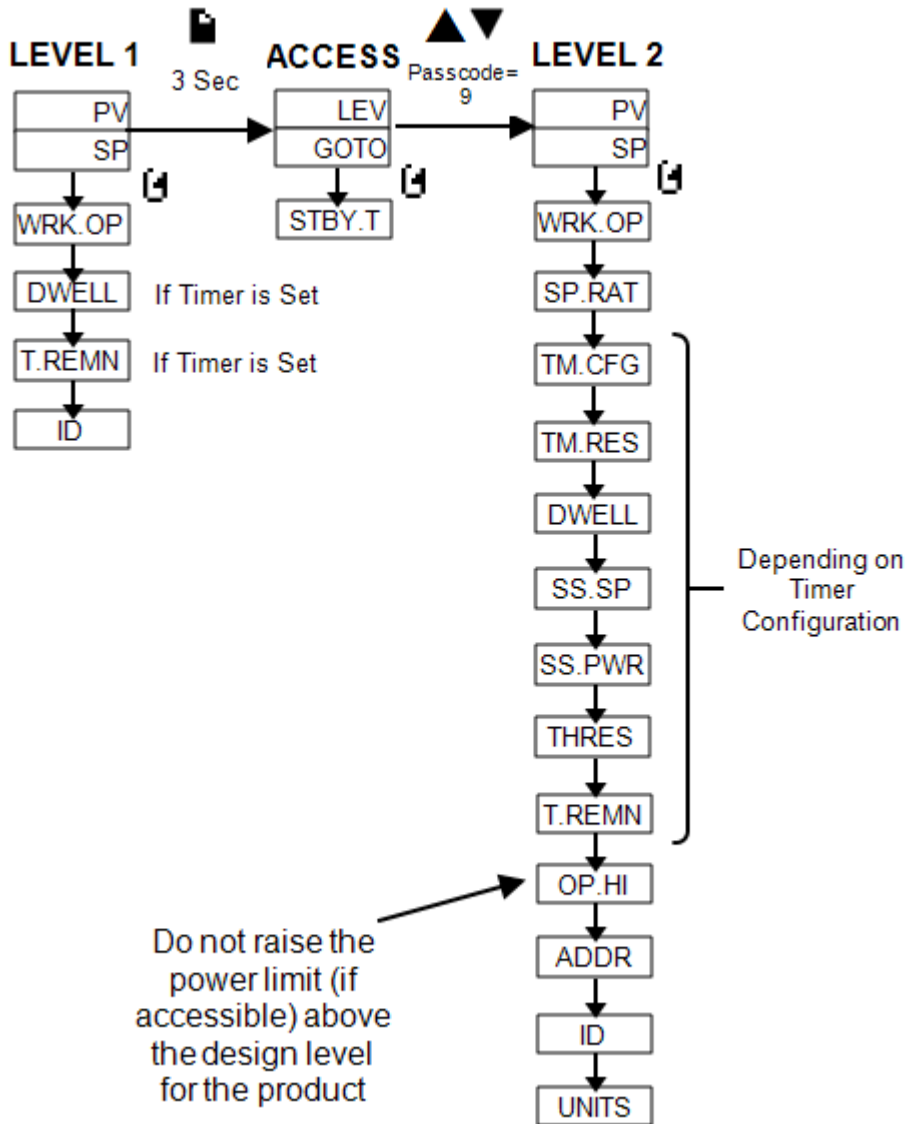 LEVEL 1
3 Sec
ACCESS
Passcode=
9
LEVEL 2
PV
SP
WRK.OP
DWELL
If Timer is Set
T.REMN
If Timer is Set
ID
LEV
GOTO
STBY.T
PV
SP
WRK.OP
SP.RAT
TM.CFG
TM.RES
DWELL
SS.SP
SS.PWR
THRES
T.REMN
Depending on
Timer
Configuration
OP.HI
ADDR
ID
UNITS
Do not raise the
power limit (if
accessible) above
the design level
for the product